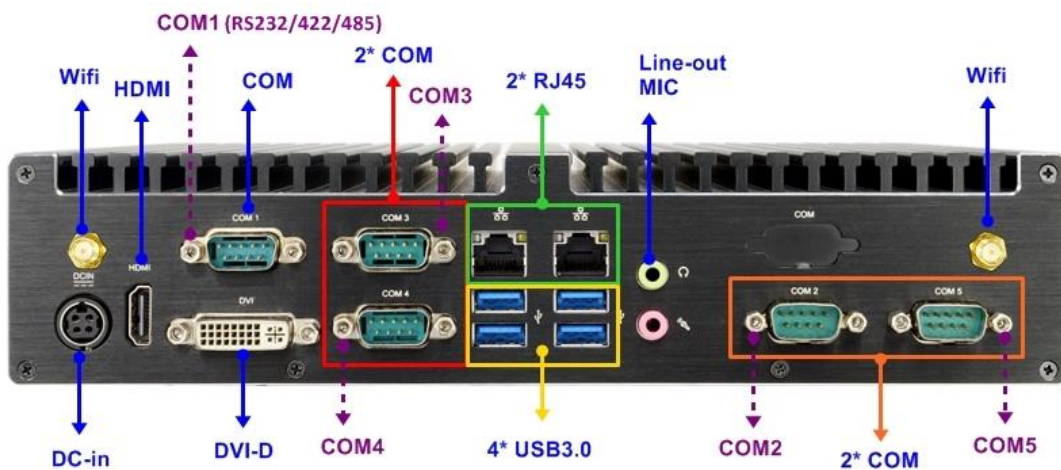 COM1 (RS232/422/485)
2* COM
Line-out
MIC
Wifi
HDMI
COM
COM3
2* RJ45
Wifi
COM 1
COM 3
COM
DCIN
HDMI
DVI
COM 4
COM 2
COM 5
DC-in
DVI-D
COM4
4* USB3.0
COM2
2* COM
COM5